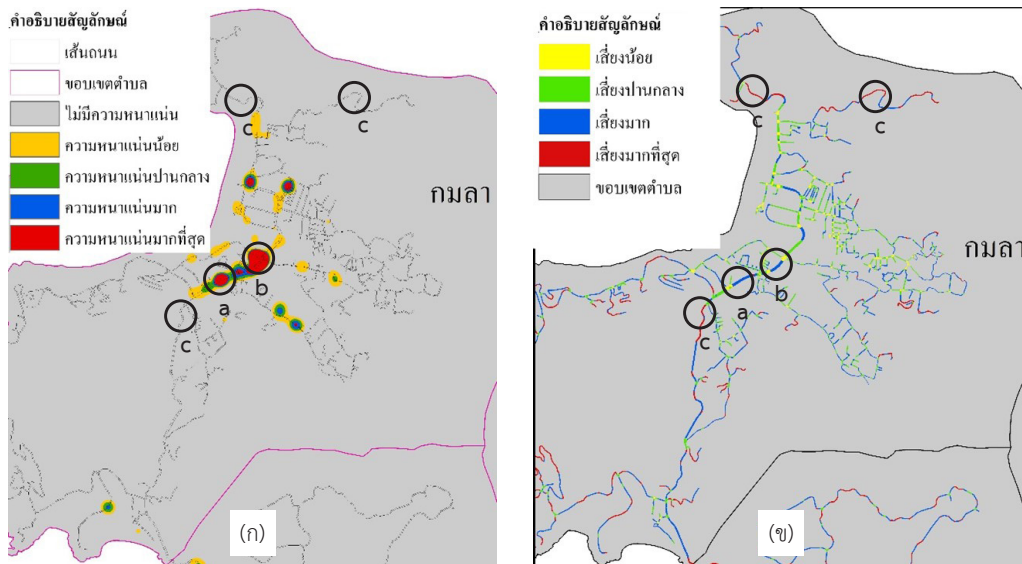 คำอธิบายสัญลักษณ์
เส้นถนน
ขอบเขตตำบล
ไม่มีความหนาแน่น
ความหนาแน่นน้อย
ความหนาแน่นปานกลาง
ความหนาแน่นมาก
ความหนาแน่นมากที่สุด
c
c
กมลา
b
a
c
(ก)
คำอธิบายสัญลักษณ์
เสี่ยงน้อย
เสี่ยงปานกลาง
เสี่ยงมาก
เสี่ยงมากที่สุด
ขอบเขตตำบล
c
c
กมลา
b
a
c
(ข)